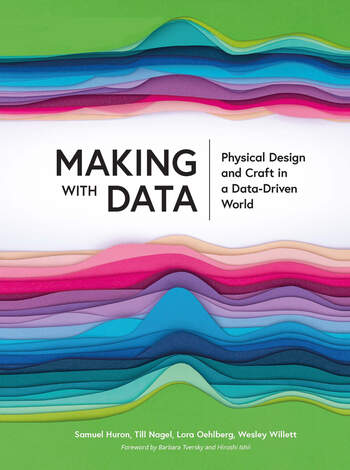 MAKING
WITH DATA
Physical Design
and Craft in
a Data-Driven
World
Samuel Huron, Till Nagel, Lora Oehlberg, Wesley Willett
Foreword by Barbara Tversky and Hiroshi Ishii